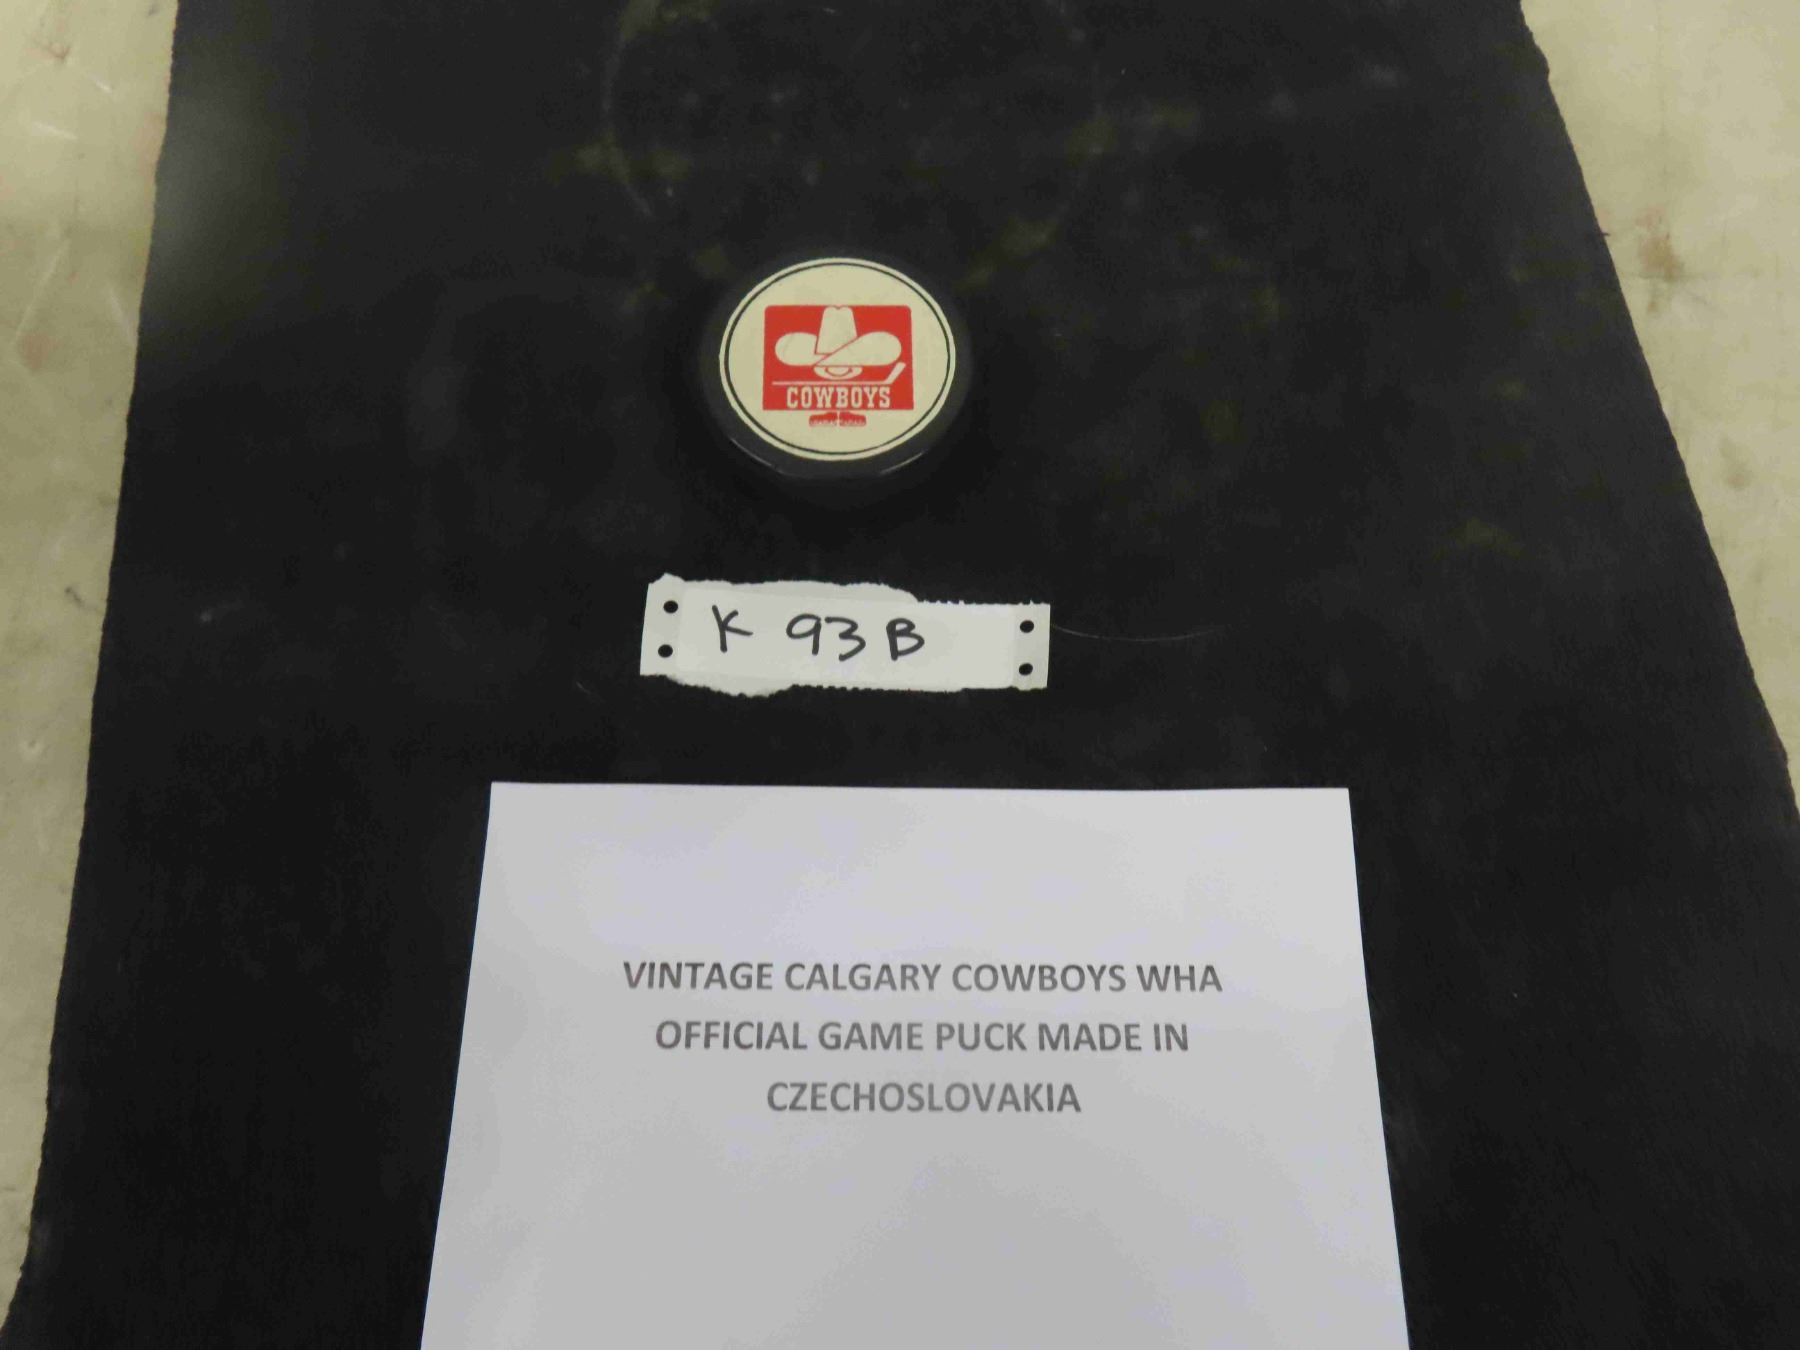 COWBOYS
K 93 B
VINTAGE CALGARY COWBOYS WHA
OFFICIAL GAME PUCK MADE IN
CZECHOSLOVAKIA